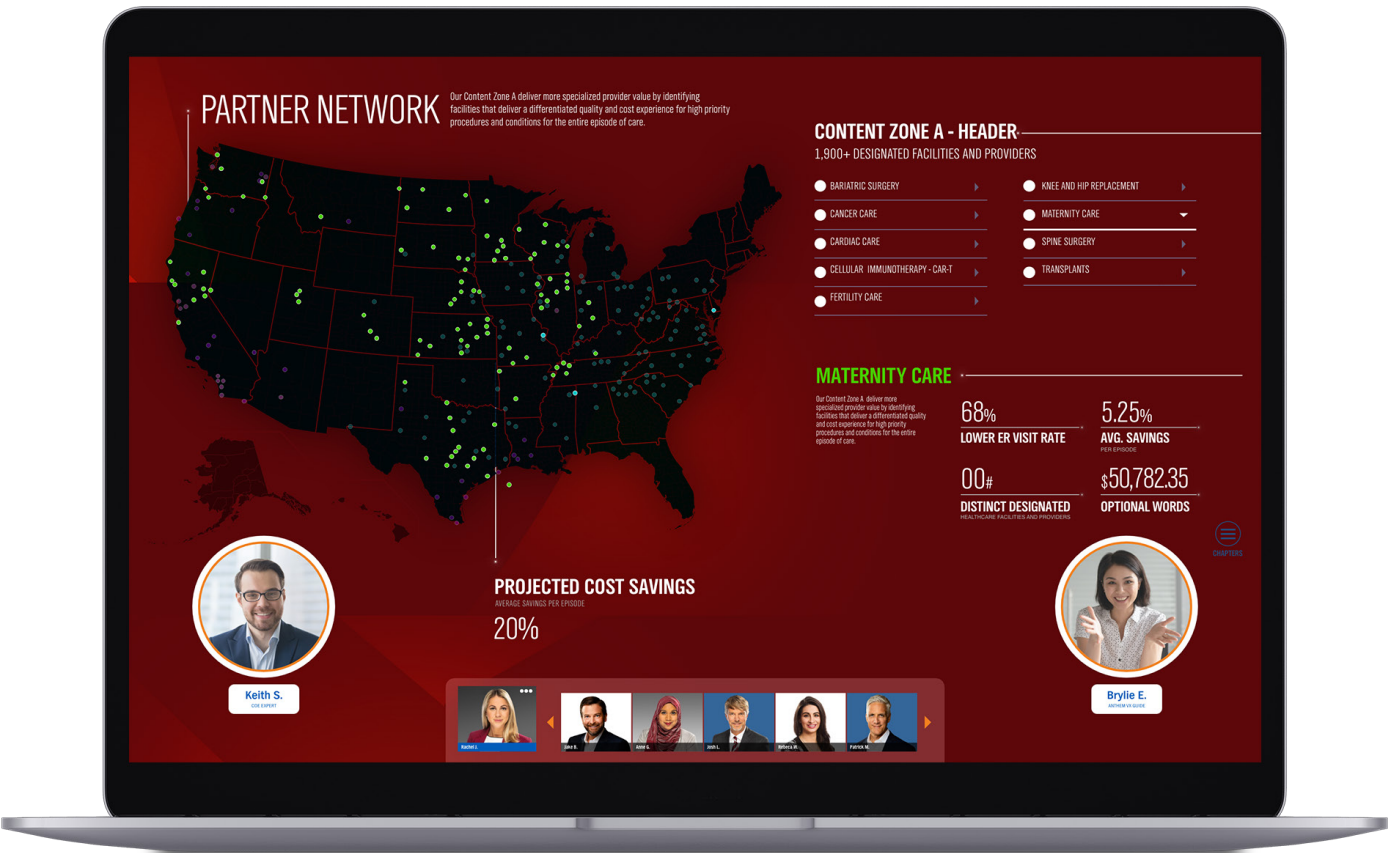 PARTNER NETWORK
Our Content Zone A deliver more specialized provider value by identifying
facilities that deliver a differentiated quality and cost experience for high priority
procedures and conditions for the entire episode of care.
CONTENT ZONE A - HEADER
1,900+ DESIGNATED FACILITIES AND PROVIDERS
BARIATRIC SURGERY
CANCER CARE
CARDIAC CARE
CELLULAR IMMUNOTHERAPY - CAR-T
FERTILITY CARE
KNEE AND HIP REPLACEMENT
MATERNITY CARE
SPINE SURGERY
TRANSPLANTS
MATERNITY CARE
Our Content Zone A deliver more
specialized provider value by identifying
facilities that deliver a differentiated quality
and cost experience for high priority
procedures and conditions for the entire
episode of care.
68%
LOWER ER VISIT RATE
5.25%
AVG. SAVINGS
PER EPISODE
00#
DISTINCT DESIGNATED
HEALTHCARE FACILITIES AND PROVIDERS
$50,782.35
OPTIONAL WORDS
CHAPTERS
PROJECTED COST SAVINGS
AVERAGE SAVINGS PER EPISODE
20%
Keith S.
COE EXPERT
Brylie E.
ANTHEM VX GUIDE
Rachel J.
Jake B.
Anne G.
Josh L.
Rebeca W.
Patrick M.